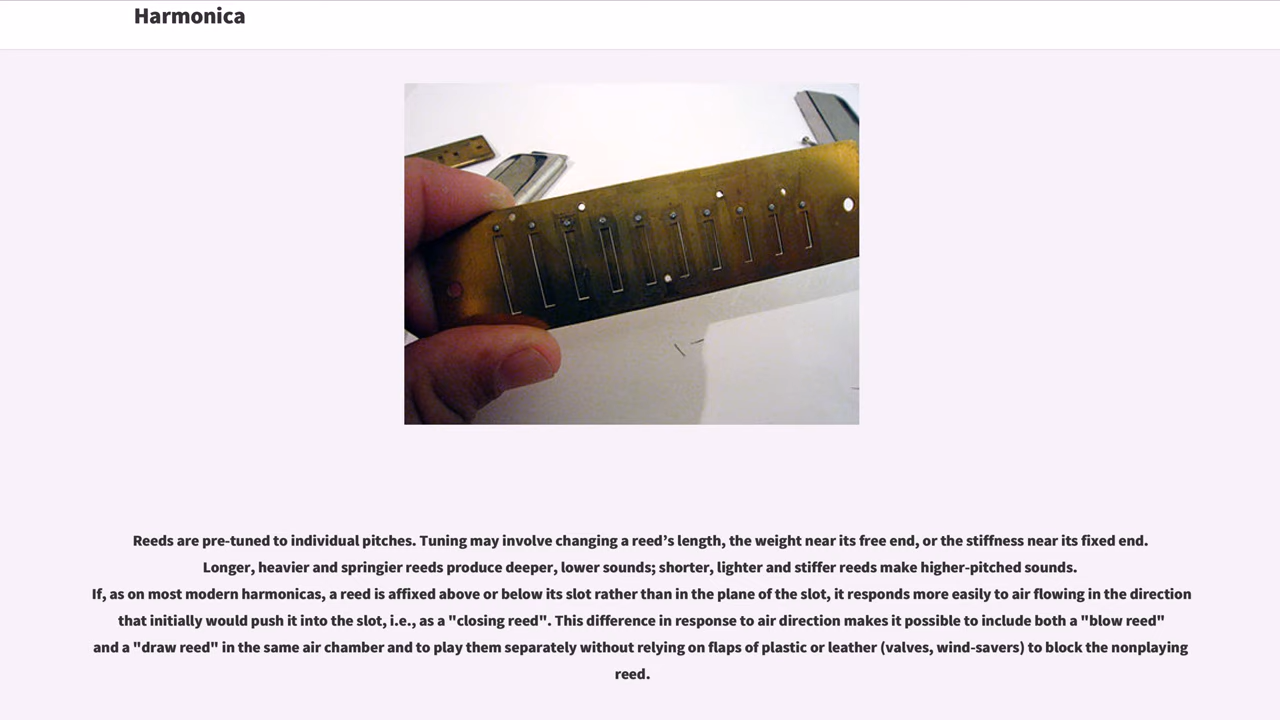 Harmonica
Reeds are pre-tuned to individual pitches. Tuning may involve changing a reed’s length, the weight near its free end, or the stiffness near its fixed end.
Longer, heavier and springier reeds produce deeper, lower sounds; shorter, lighter and stiffer reeds make higher-pitched sounds.
If, as on most modern harmonicas, a reed is affixed above or below its slot rather than in the plane of the slot, it responds more easily to air flowing in the direction
that initially would push it into the slot, i.e., as a "closing reed". This difference in response to air direction makes it possible to include both a "blow reed"
and a "draw reed" in the same air chamber and to play them separately without relying on flaps of plastic or leather (valves, wind-savers) to block the nonplaying
reed.